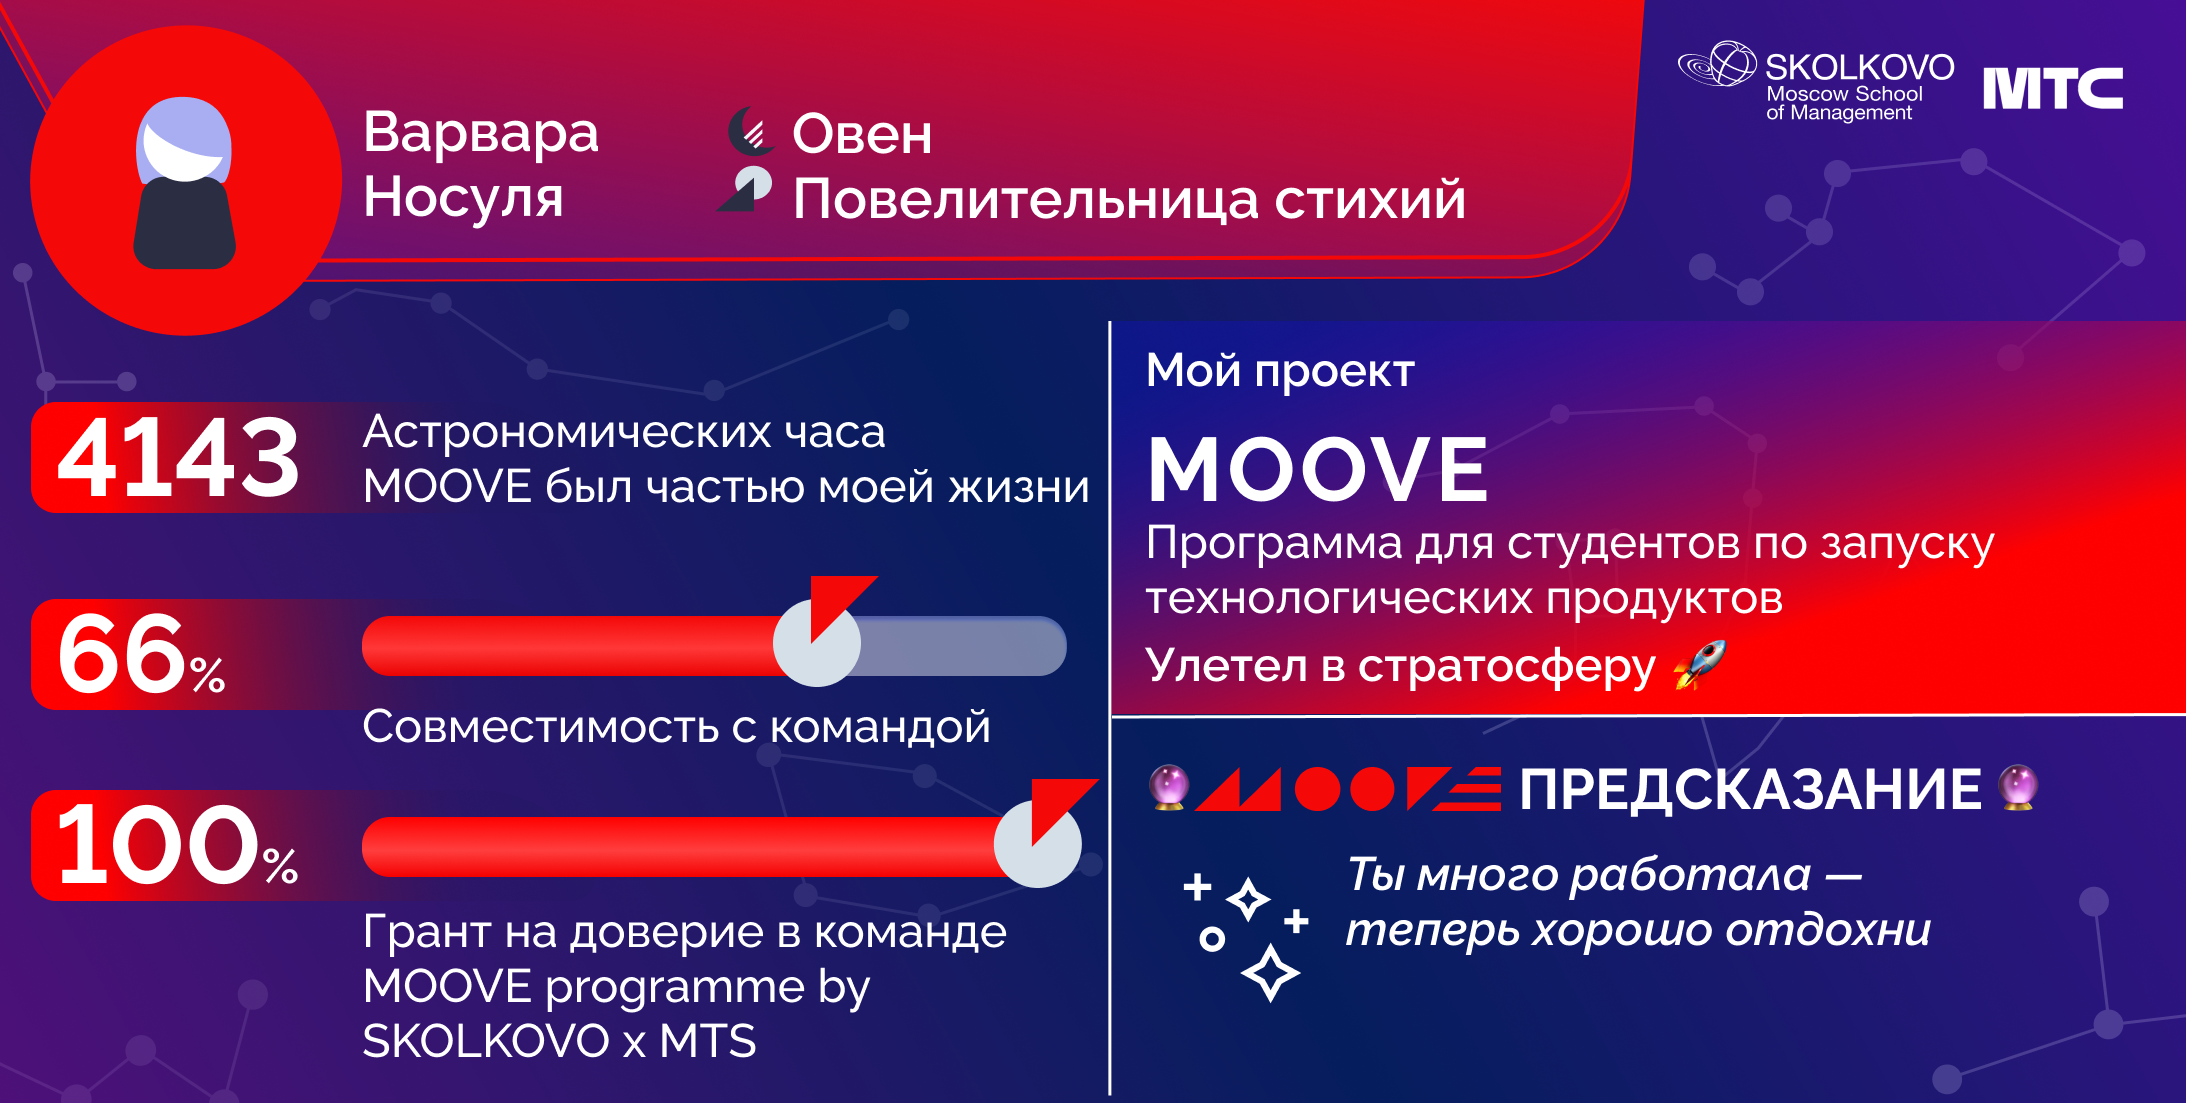 Варвара
Носуля
Овен
Повелительница стихий
SKOLKOVO
Moscow School
of Management
МТС
4143
Астрономических часа
MOOVE был частью моей жизни
66%
Совместимость с командой
100%
Грант на доверие в команде
MOOVE programme by
SKOLKOVO x MTS
Мой проект
MOOVE
Программа для студентов по запуску
технологических продуктов
Улетел в стратосферу 🚀
🔮 MOOVE ПРЕДСКАЗАНИЕ 🔮
Ты много работала —
теперь хорошо отдохни